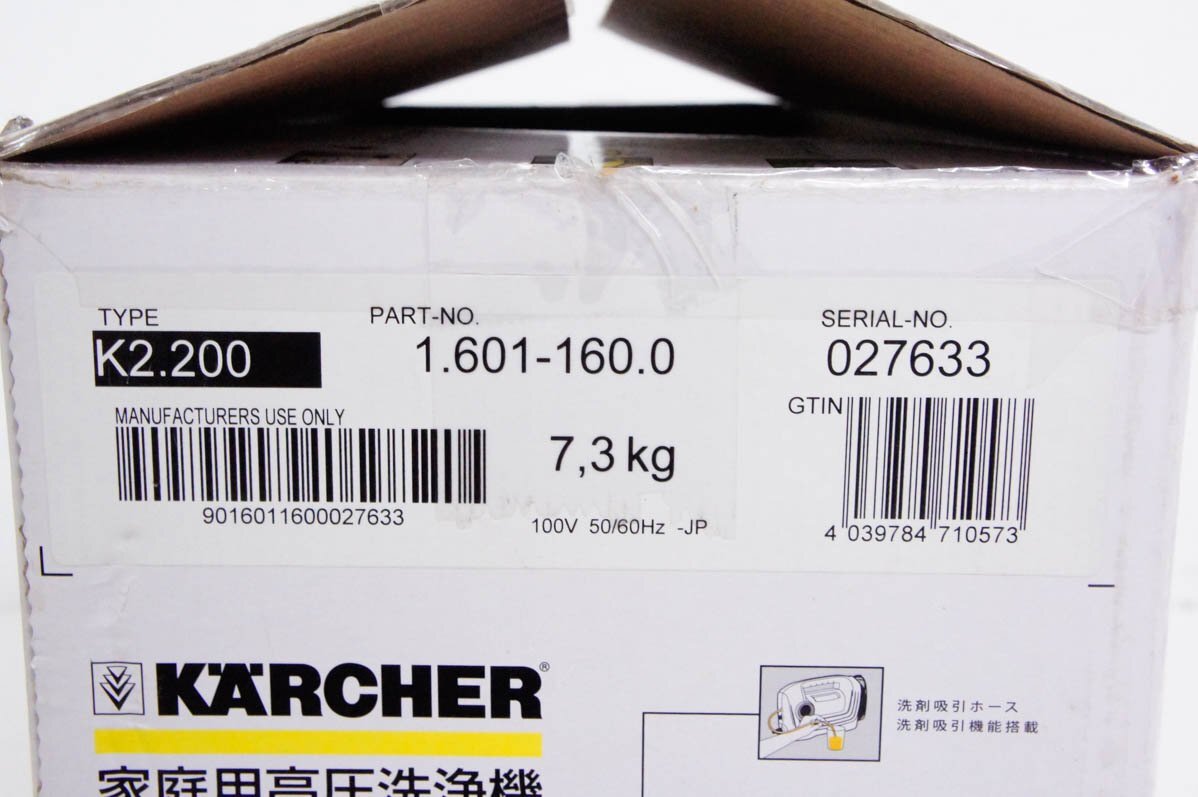 TYPE
K2.200
PART-NO.
1.601-160.0
SERIAL-NO.
027633
MANUFACTURERS USE ONLY
9016011600027633
7,3 kg
100V 50/60Hz -JP
GTIN
4 039784 710573
KÄRCHER®
家庭用高圧洗浄機
洗剤吸引ホース
洗剤吸引機能搭載